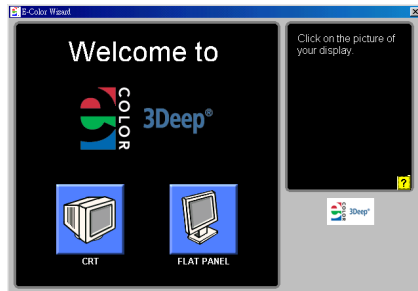 E-Color Wizard
Welcome to
COLOR
3Deep®
CRT
FLAT PANEL
Click on the picture of
your display.
?
COLOR
3Deep®